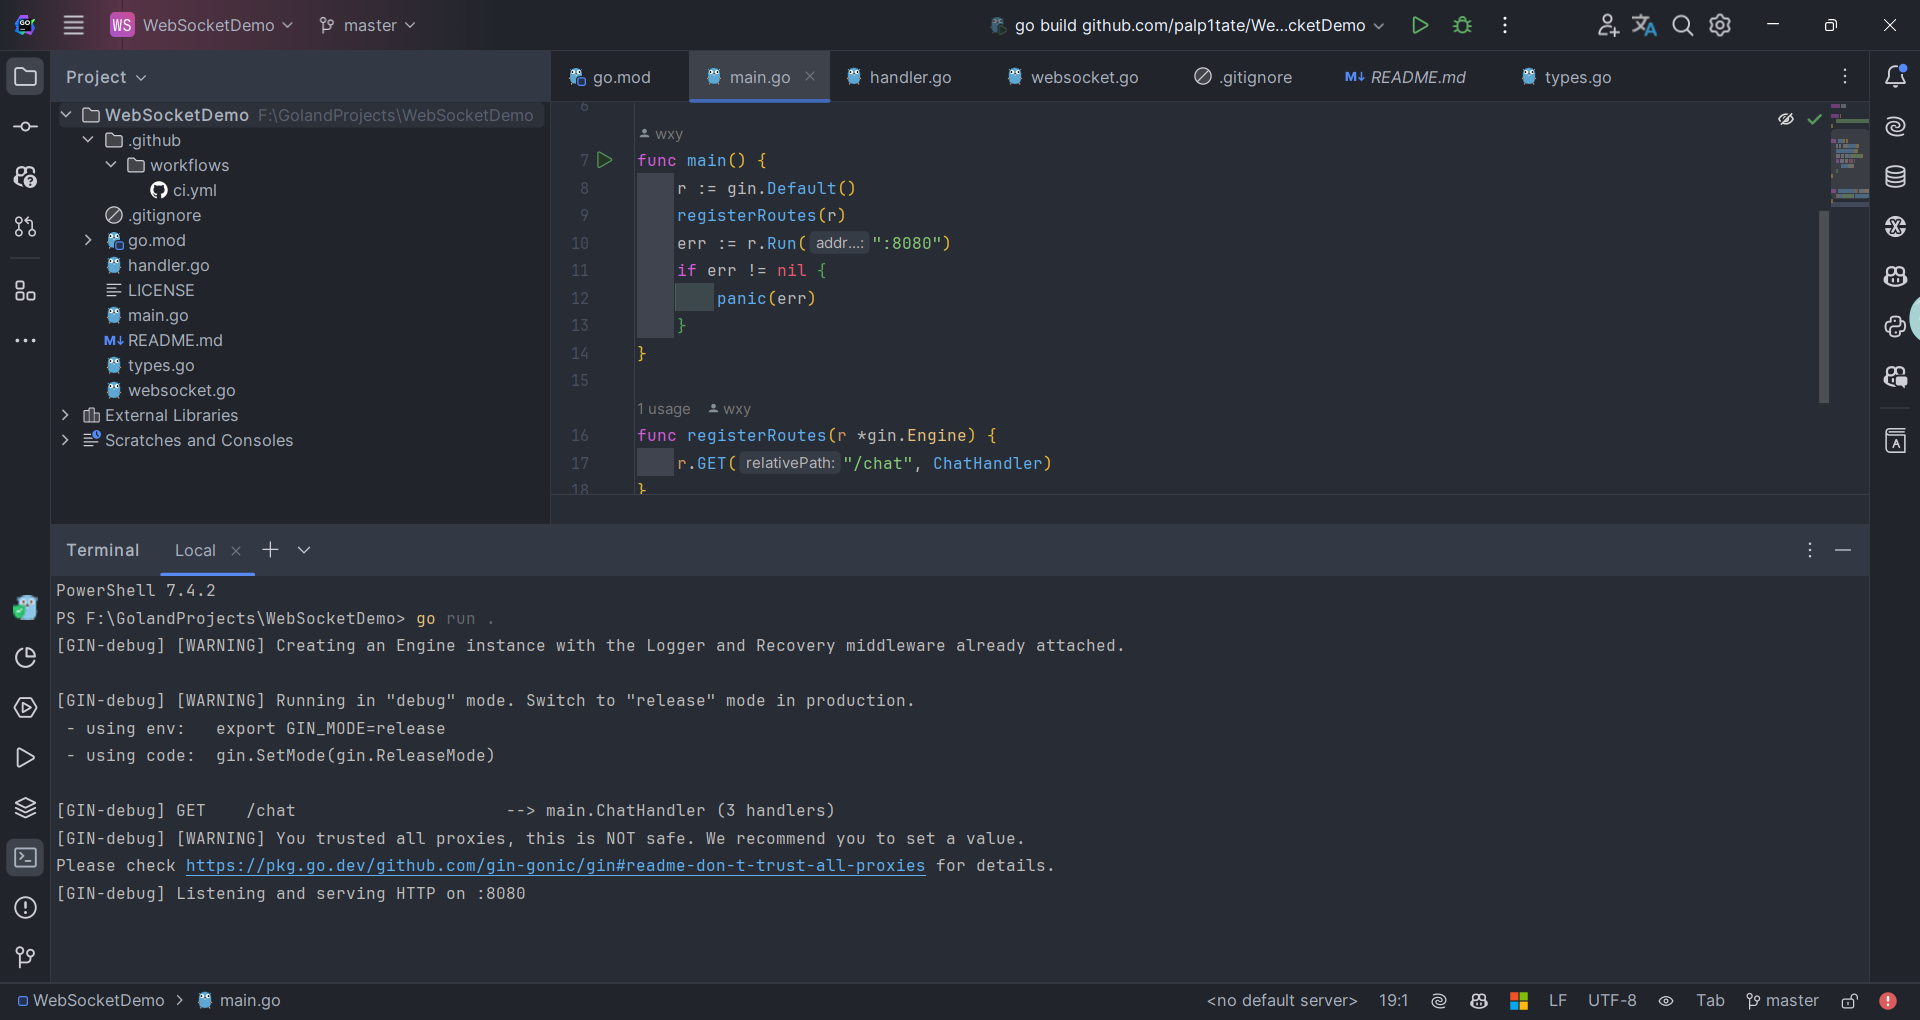 WS WebSocketDemo master go build github.com/palp1tate/We...cketDemo
Project
go.mod main.go handler.go websocket.go .gitignore README.md types.go
WebSocketDemo F:\GolandProjects\WebSocketDemo
.github
workflows
ci.yml
.gitignore
go.mod
handler.go
LICENSE
main.go
README.md
types.go
websocket.go
External Libraries
Scratches and Consoles
6
wxy
7 func main() {
8 r := gin.Default()
9 registerRoutes(r)
10 err := r.Run( addr...: ":8080")
11 if err != nil {
12 panic(err)
13 }
14 }
15
1 usage wxy
16 func registerRoutes(r *gin.Engine) {
17 r.GET( relativePath: "/chat", ChatHandler)
18 }
Terminal Local
PowerShell 7.4.2
PS F:\GolandProjects\WebSocketDemo> go run .
[GIN-debug] [WARNING] Creating an Engine instance with the Logger and Recovery middleware already attached.
[GIN-debug] [WARNING] Running in "debug" mode. Switch to "release" mode in production.
- using env:   export GIN_MODE=release
- using code:  gin.SetMode(gin.ReleaseMode)
[GIN-debug] GET    /chat                     --> main.ChatHandler (3 handlers)
[GIN-debug] [WARNING] You trusted all proxies, this is NOT safe. We recommend you to set a value.
Please check https://pkg.go.dev/github.com/gin-gonic/gin#readme-don-t-trust-all-proxies for details.
[GIN-debug] Listening and serving HTTP on :8080
WebSocketDemo > main.go <no default server> 19:1 LF UTF-8 Tab master